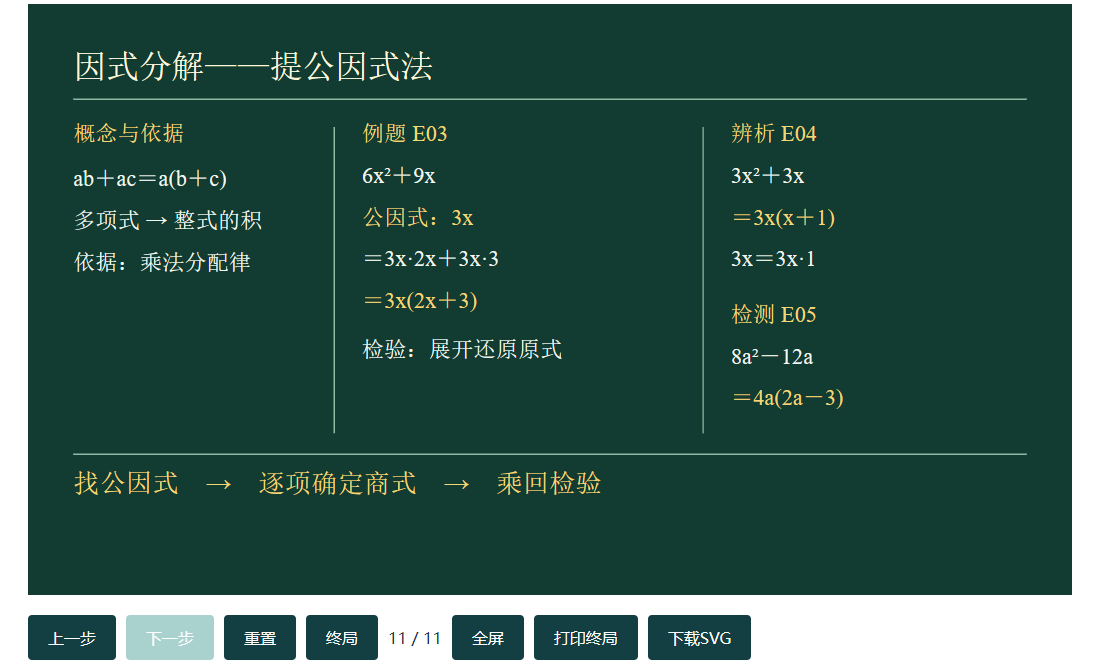 因式分解——提公因式法
概念与依据
ab＋ac＝a(b＋c)
多项式 → 整式的积
依据：乘法分配律
例题 E03
6x²＋9x
公因式：3x
＝3x·2x＋3x·3
＝3x(2x＋3)
检验：展开还原原式
辨析 E04
3x²＋3x
＝3x(x＋1)
3x＝3x·1
检测 E05
8a²－12a
＝4a(2a－3)
找公因式 → 逐项确定商式 → 乘回检验
上一步 下一步 重置 终局 11 / 11 全屏 打印终局 下载SVG